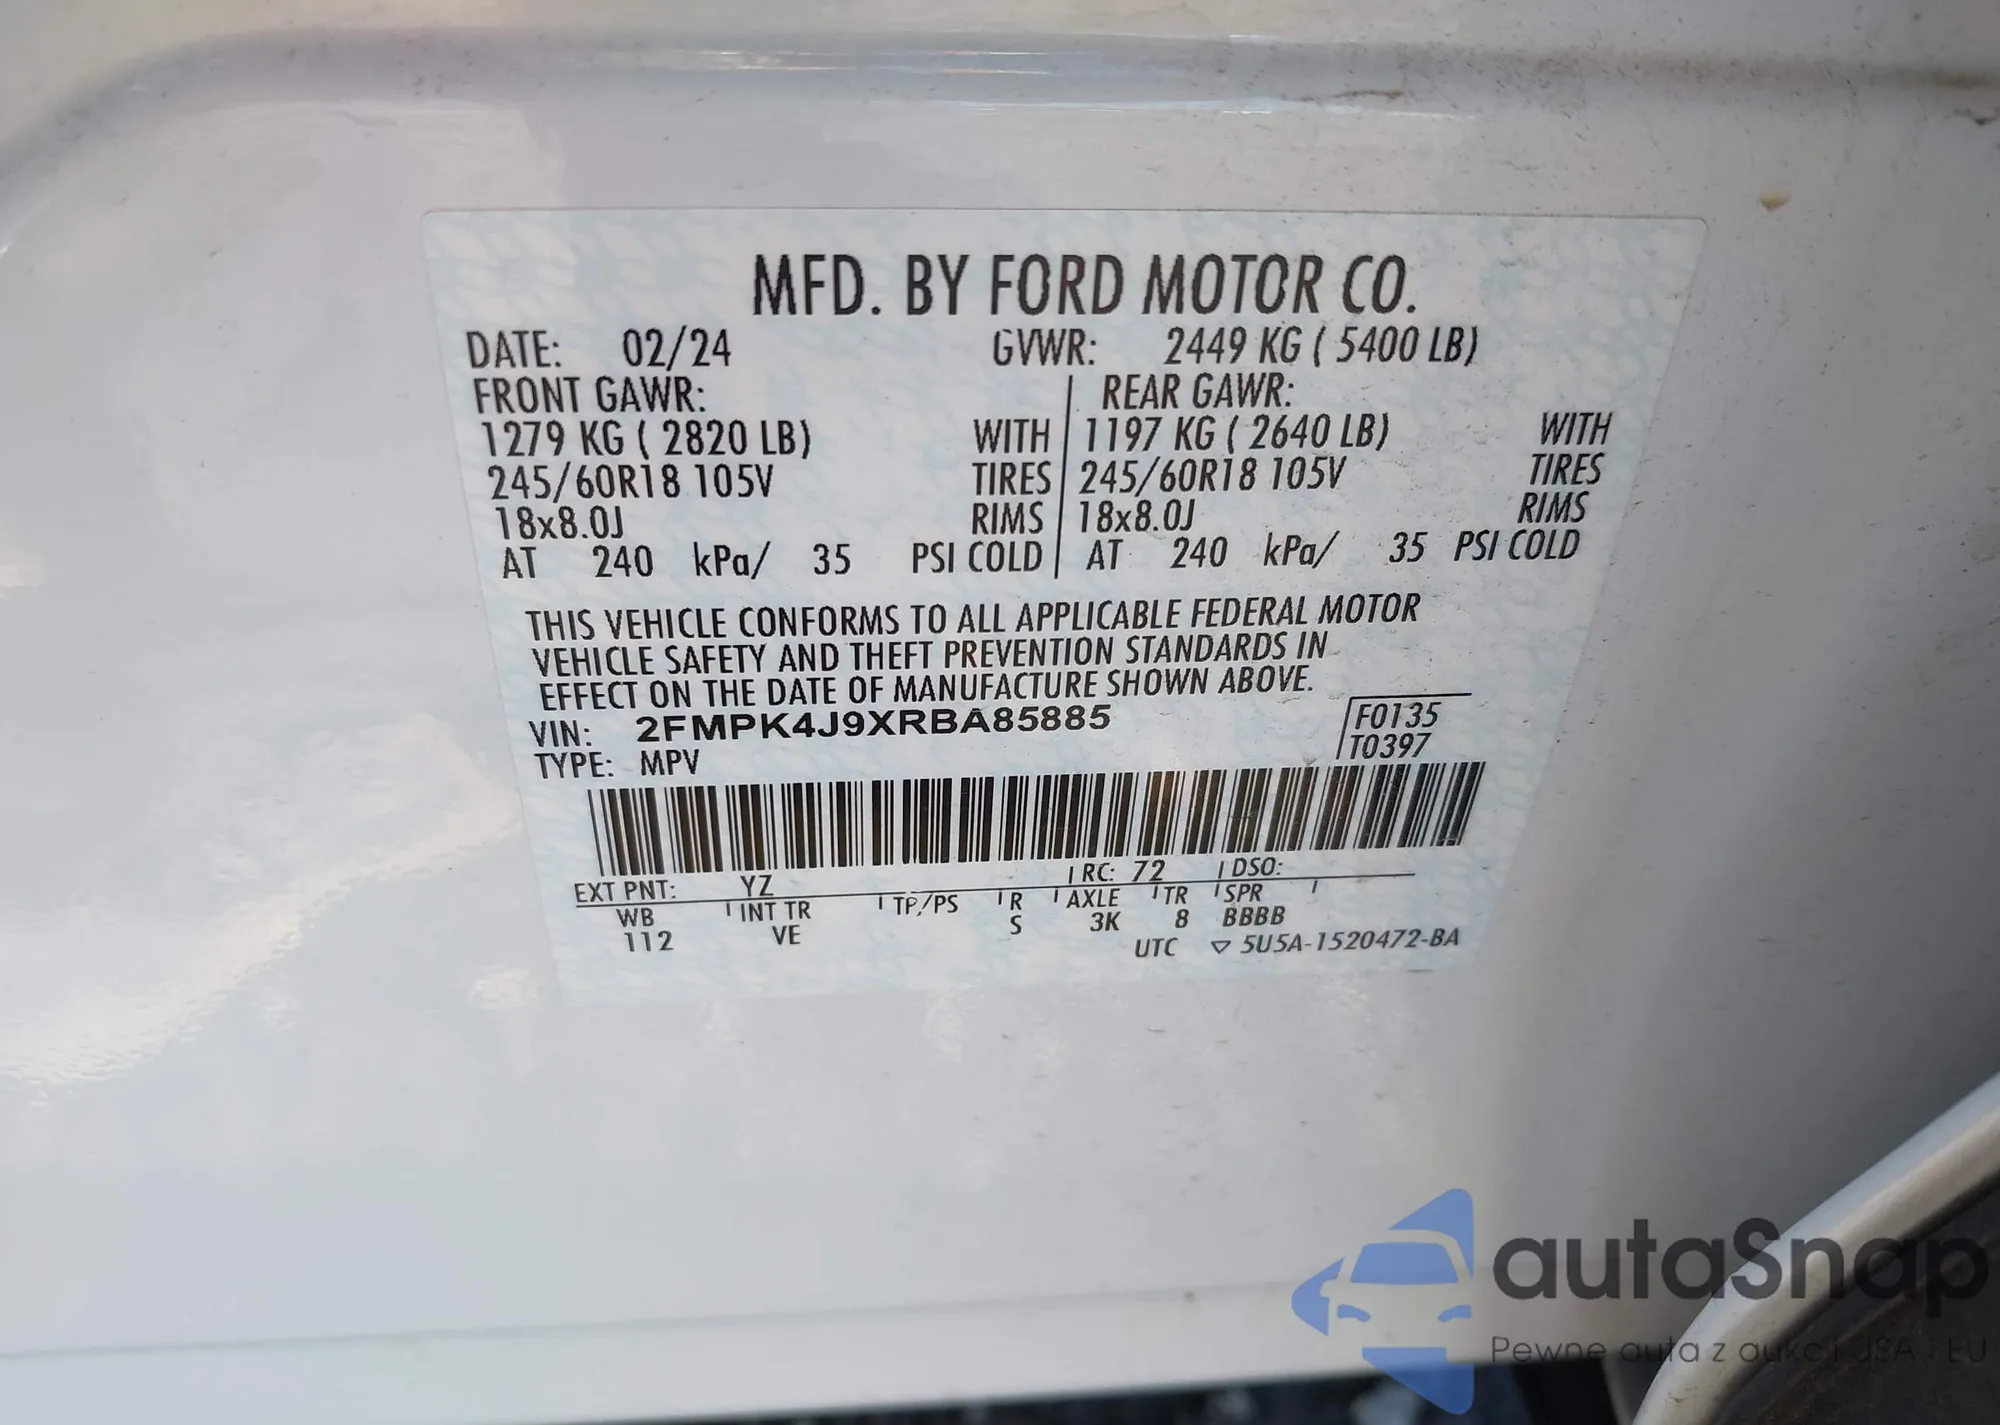 MFD. BY FORD MOTOR CO.
DATE: 02/24 GVWR: 2449 KG ( 5400 LB)
FRONT GAWR: REAR GAWR:
1279 KG ( 2820 LB) WITH 1197 KG ( 2640 LB) WITH
245/60R18 105V TIRES 245/60R18 105V TIRES
18x8.0J RIMS 18x8.0J RIMS
AT 240 kPa/ 35 PSI COLD AT 240 kPa/ 35 PSI COLD
THIS VEHICLE CONFORMS TO ALL APPLICABLE FEDERAL MOTOR
VEHICLE SAFETY AND THEFT PREVENTION STANDARDS IN
EFFECT ON THE DATE OF MANUFACTURE SHOWN ABOVE.
VIN: 2FMPK4J9XRBA85885 F0135
TYPE: MPV T0397
EXT PNT: YZ RC: 72 DSO:
WB INT TR TP/PS R AXLE TR SPR
112 VE S 3K 8 BBBB
UTC ▽ 5U5A-1520472-BA
autaSnap
Pewne auta z aukcji USA i EU